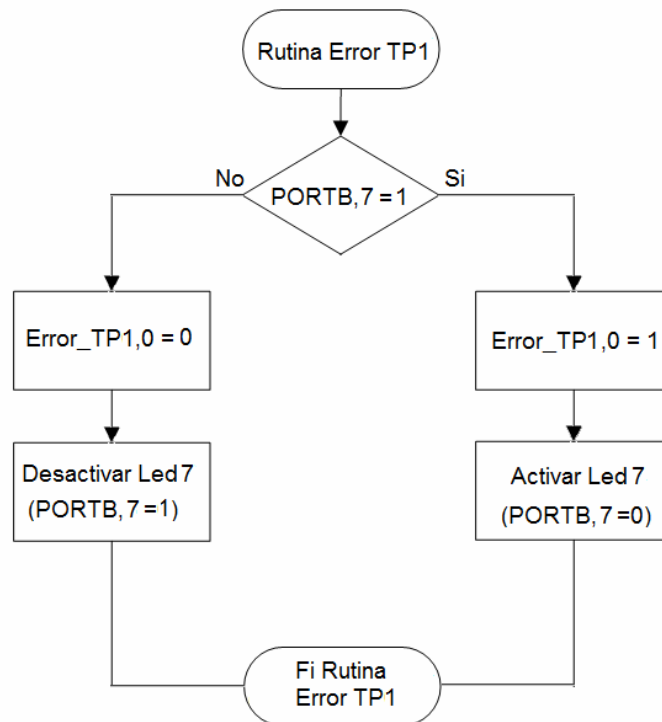 Rutina Error TP1
No
PORTB,7 = 1
Si
Error_TP1,0 = 0
Error_TP1,0 = 1
Desactivar Led 7
(PORTB, 7 =1)
Activar Led 7
(PORTB, 7 =0)
Fi Rutina
Error TP1